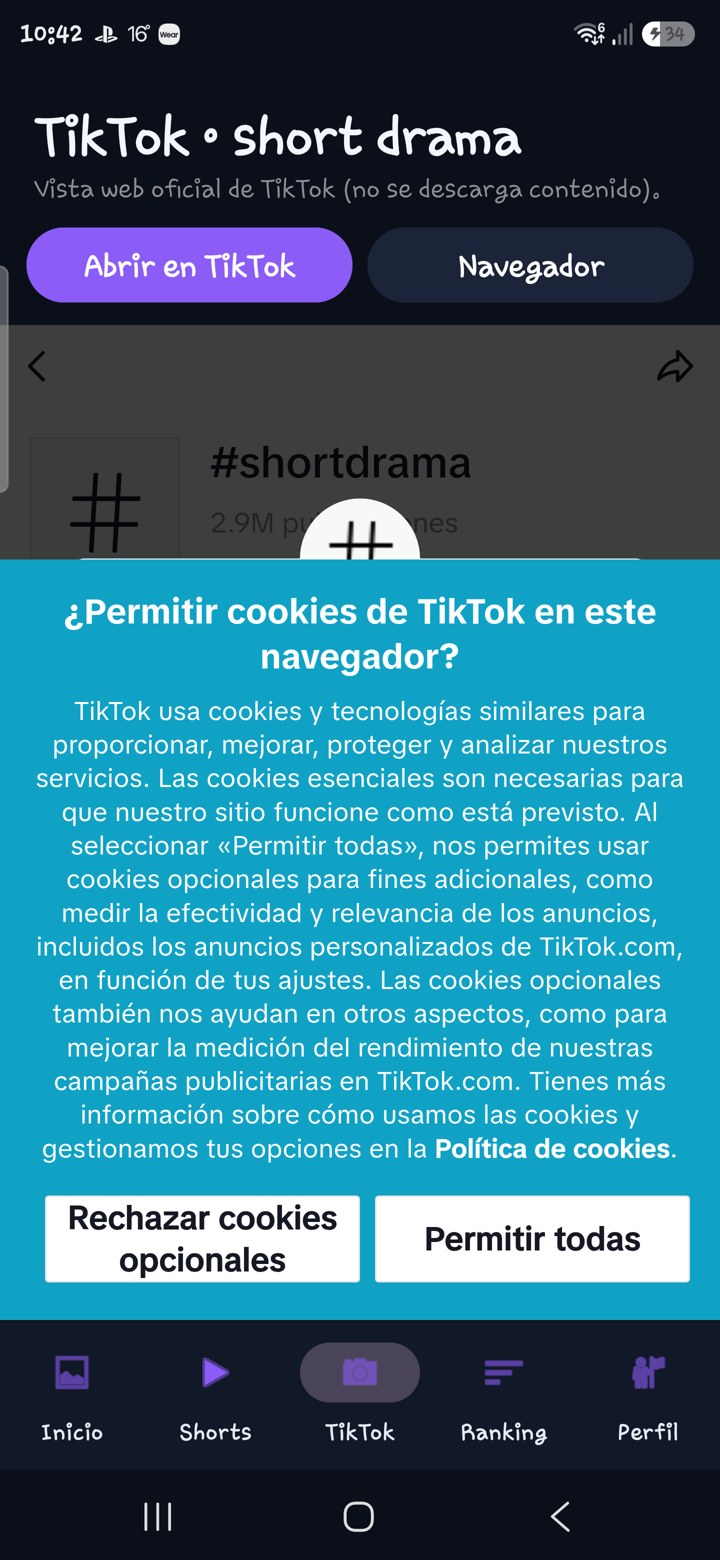 10:42 16° Wear 6 34
TikTok • short drama
Vista web oficial de TikTok (no se descarga contenido).
Abrir en TikTok Navegador
#shortdrama
2.9M
¿Permitir cookies de TikTok en este
navegador?
TikTok usa cookies y tecnologías similares para
proporcionar, mejorar, proteger y analizar nuestros
servicios. Las cookies esenciales son necesarias para
que nuestro sitio funcione como está previsto. Al
seleccionar «Permitir todas», nos permites usar
cookies opcionales para fines adicionales, como
medir la efectividad y relevancia de los anuncios,
incluidos los anuncios personalizados de TikTok.com,
en función de tus ajustes. Las cookies opcionales
también nos ayudan en otros aspectos, como para
mejorar la medición del rendimiento de nuestras
campañas publicitarias en TikTok.com. Tienes más
información sobre cómo usamos las cookies y
gestionamos tus opciones en la Política de cookies.
Rechazar cookies
opcionales
Permitir todas
Inicio Shorts TikTok Ranking Perfil